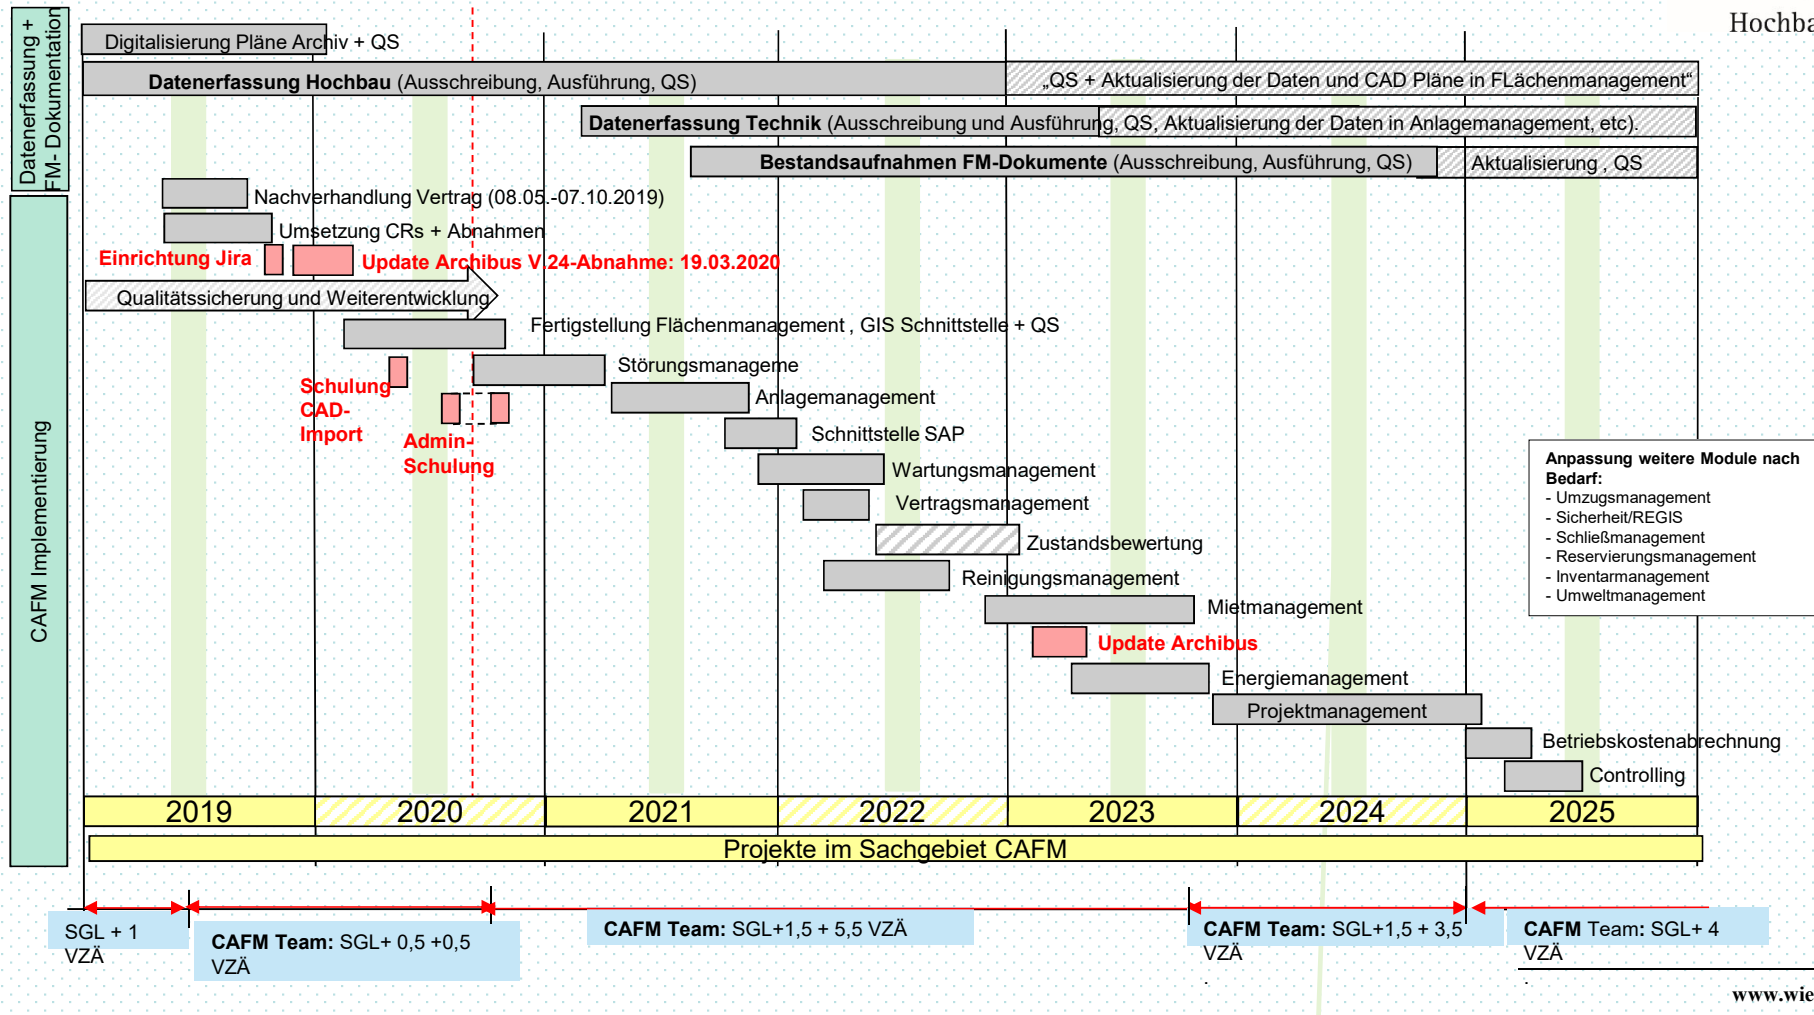 Hochba
Datenerfassung +
FM- Dokumentation
Digitalisierung Pläne Archiv + QS
Datenerfassung Hochbau (Ausschreibung, Ausführung, QS)
„QS + Aktualisierung der Daten und CAD Pläne in FLächenmanagement“
Datenerfassung Technik (Ausschreibung und Ausführung, QS, Aktualisierung der Daten in Anlagemanagement, etc).
Bestandsaufnahmen FM-Dokumente (Ausschreibung, Ausführung, QS)
Aktualisierung , QS
CAFM Implementierung
Nachverhandlung Vertrag (08.05.-07.10.2019)
Umsetzung CRs + Abnahmen
Einrichtung Jira
Update Archibus V.24-Abnahme: 19.03.2020
Qualitätssicherung und Weiterentwicklung
Fertigstellung Flächenmanagement , GIS Schnittstelle + QS
Störungsmanageme
Schulung
CAD-
Import
Anlagemanagement
Admin-
Schulung
Schnittstelle SAP
Wartungsmanagement
Vertragsmanagement
Zustandsbewertung
Reinigungsmanagement
Mietmanagement
Update Archibus
Energiemanagement
Projektmanagement
Betriebskostenabrechnung
Controlling
Anpassung weitere Module nach
Bedarf:
- Umzugsmanagement
- Sicherheit/REGIS
- Schließmanagement
- Reservierungsmanagement
- Inventarmanagement
- Umweltmanagement
2019
2020
2021
2022
2023
2024
2025
Projekte im Sachgebiet CAFM
SGL + 1
VZÄ
CAFM Team: SGL+ 0,5 +0,5
VZÄ
CAFM Team: SGL+1,5 + 5,5 VZÄ
CAFM Team: SGL+1,5 + 3,5
VZÄ
.
CAFM Team: SGL+ 4
VZÄ
.
www.wie